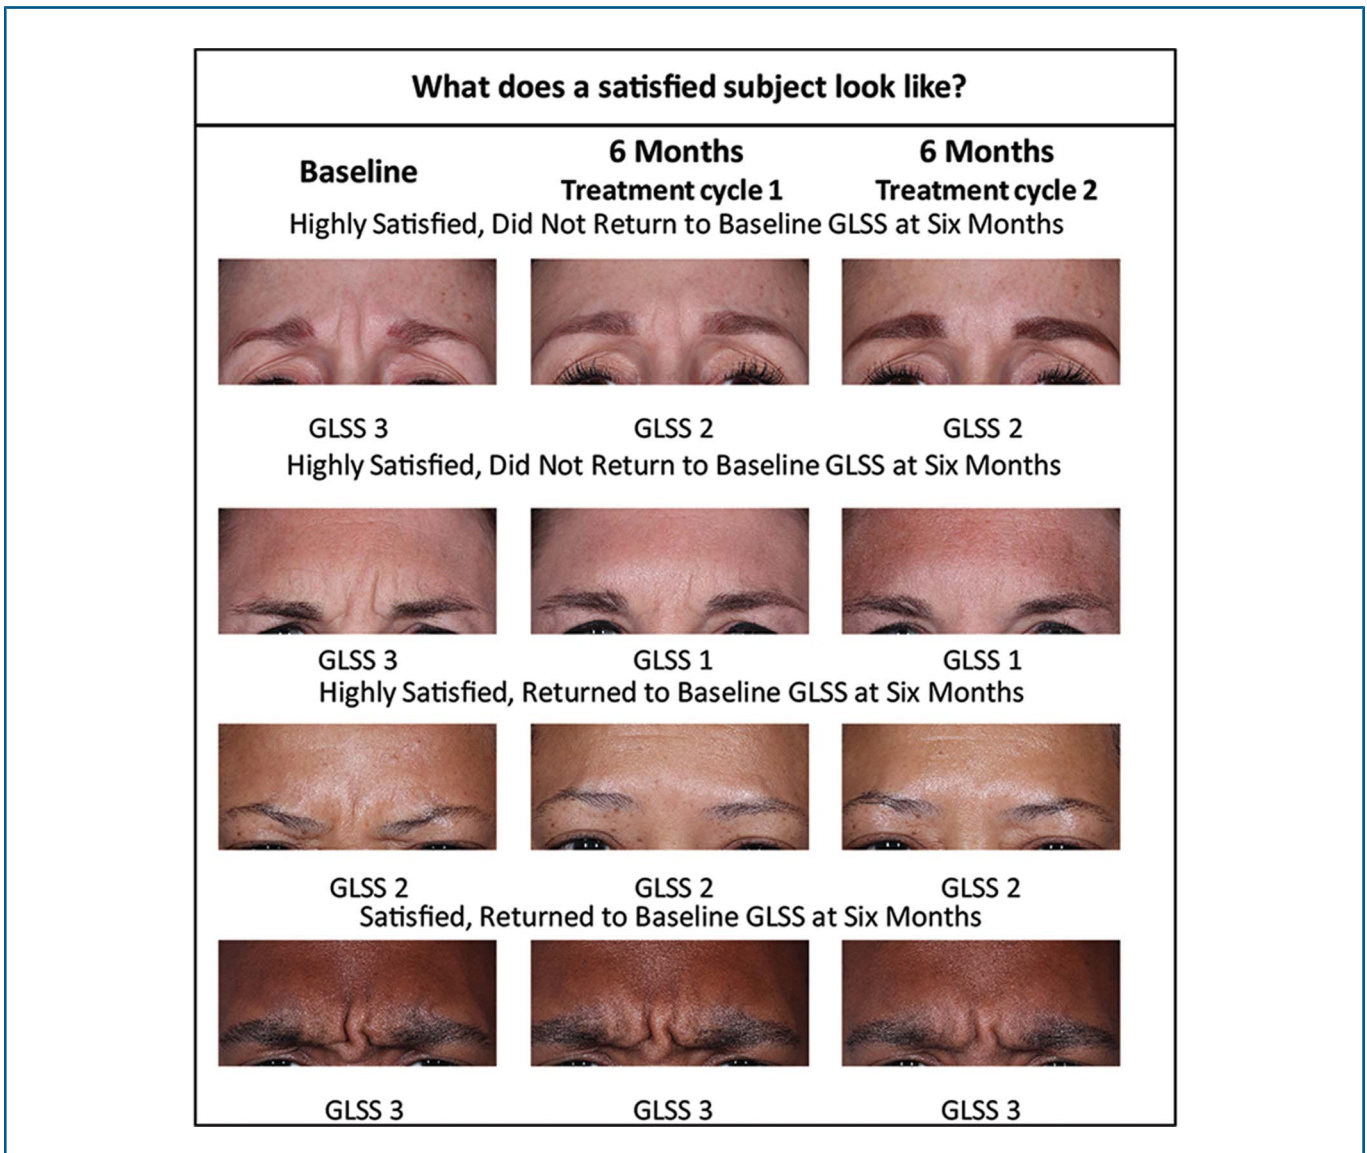 What does a satisfied subject look like?
Baseline
6 Months
Treatment cycle 1
6 Months
Treatment cycle 2
Highly Satisfied, Did Not Return to Baseline GLSS at Six Months
GLSS 3
GLSS 2
GLSS 2
Highly Satisfied, Did Not Return to Baseline GLSS at Six Months
GLSS 3
GLSS 1
GLSS 1
Highly Satisfied, Returned to Baseline GLSS at Six Months
GLSS 2
GLSS 2
GLSS 2
Satisfied, Returned to Baseline GLSS at Six Months
GLSS 3
GLSS 3
GLSS 3